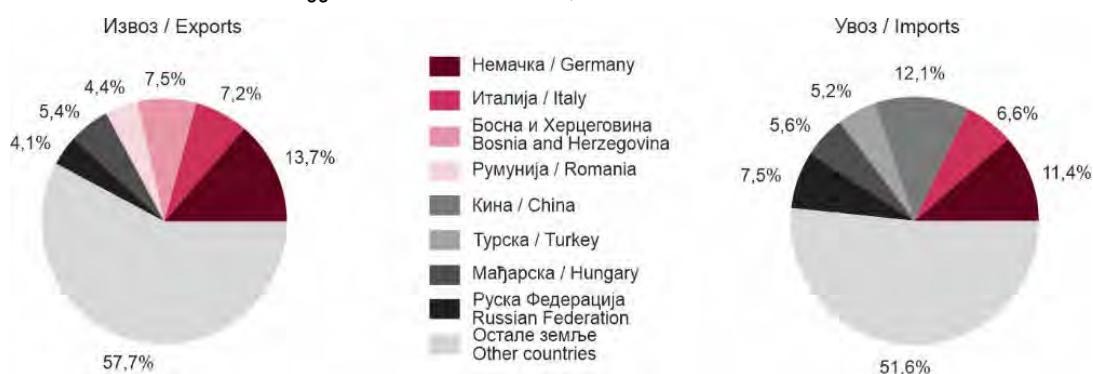 Извоз / Exports
4,4%
7,5%
7,2%
5,4%
4,1%
13,7%
57,7%
Немачка / Germany
Италија / Italy
Босна и Херцеговина
Bosnia and Herzegovina
Румунија / Romania
Кина / China
Турска / Turkey
Мађарска / Hungary
Руска Федерација
Russian Federation
Остале земље
Other countries
Увоз / Imports
12,1%
5,2%
6,6%
5,6%
7,5%
11,4%
51,6%